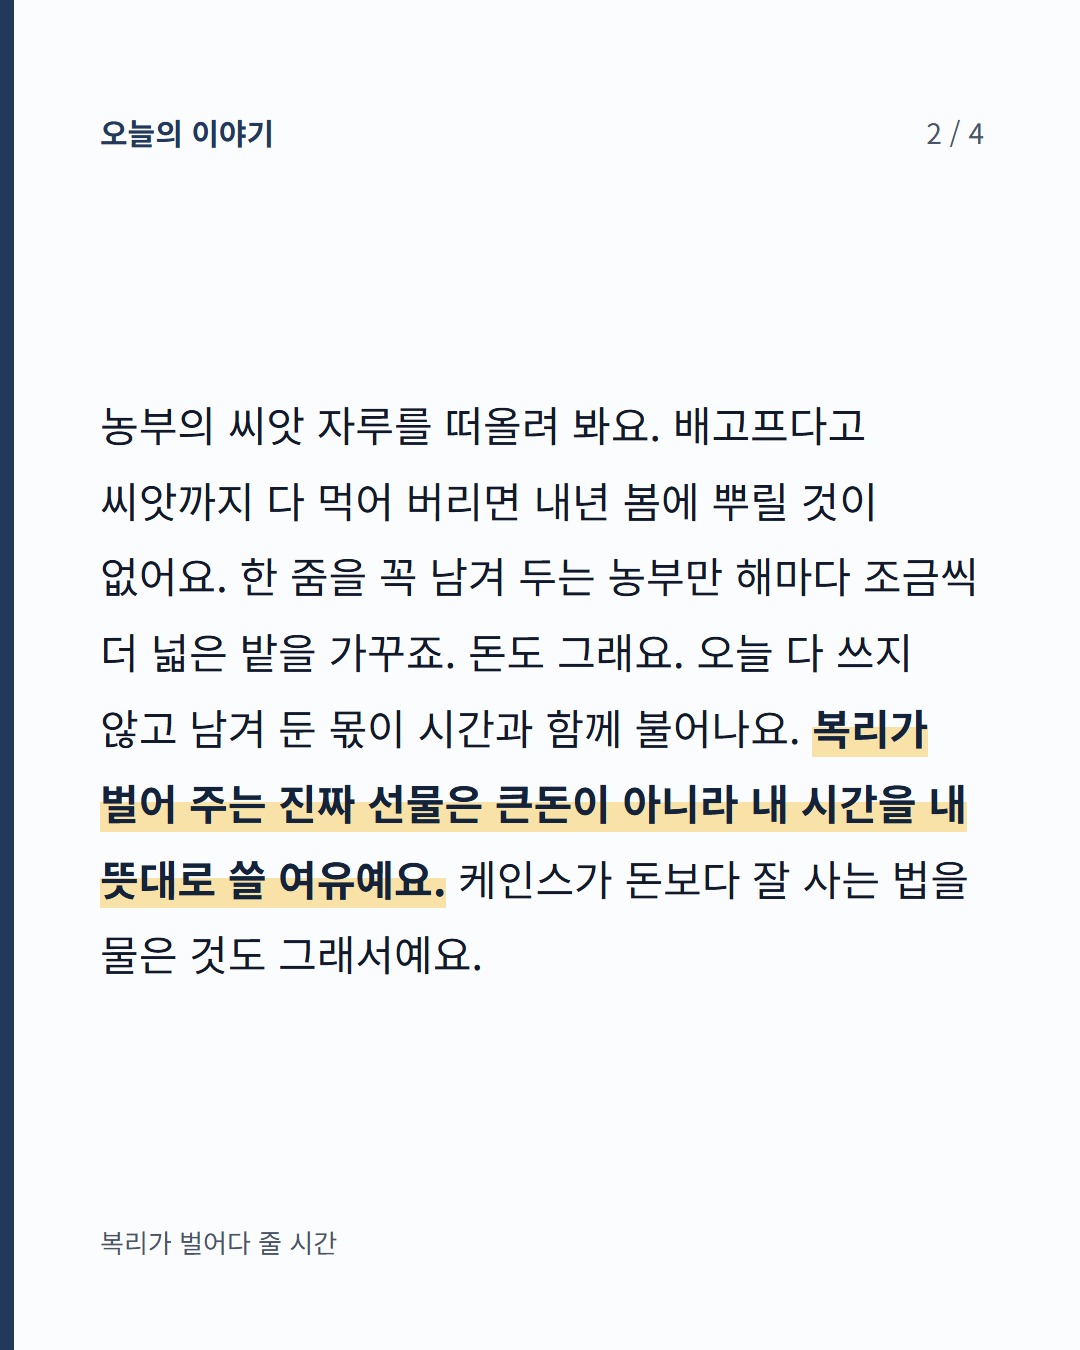 오늘의 이야기
2 / 4
농부의 씨앗 자루를 떠올려 봐요. 배고프다고
씨앗까지 다 먹어 버리면 내년 봄에 뿌릴 것이
없어요. 한 줌을 꼭 남겨 두는 농부만 해마다 조금씩
더 넓은 밭을 가꾸죠. 돈도 그래요. 오늘 다 쓰지
않고 남겨 둔 몫이 시간과 함께 불어나요. 복리가
벌어 주는 진짜 선물은 큰돈이 아니라 내 시간을 내
뜻대로 쓸 여유예요. 케인스가 돈보다 잘 사는 법을
물은 것도 그래서예요.
복리가 벌어다 줄 시간